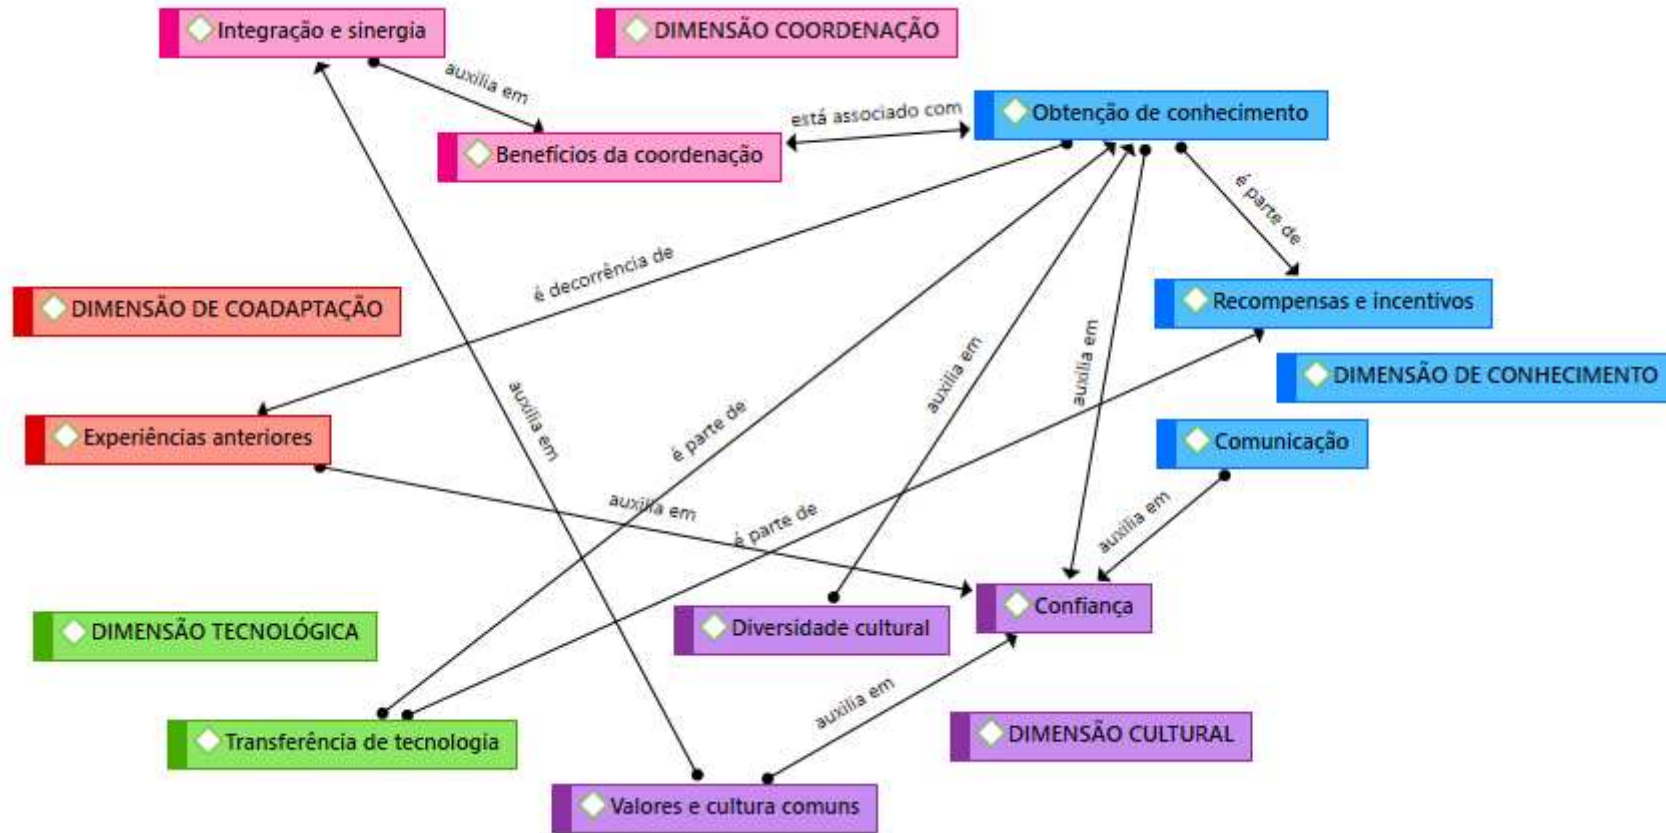 Integração e sinergia
DIMENSÃO COORDENAÇÃO
auxilia em
está associado com
Obtenção de conhecimento
Benefícios da coordenação
é parte de
é decorrência de
DIMENSÃO DE COADAPTAÇÃO
Recompensas e incentivos
auxilia em
auxilia em
DIMENSÃO DE CONHECIMENTO
auxilia em
é parte de
Experiências anteriores
Comunicação
auxilia em
é parte de
auxilia em
Confiança
DIMENSÃO TECNOLÓGICA
Diversidade cultural
auxilia em
Transferência de tecnologia
DIMENSÃO CULTURAL
Valores e cultura comuns